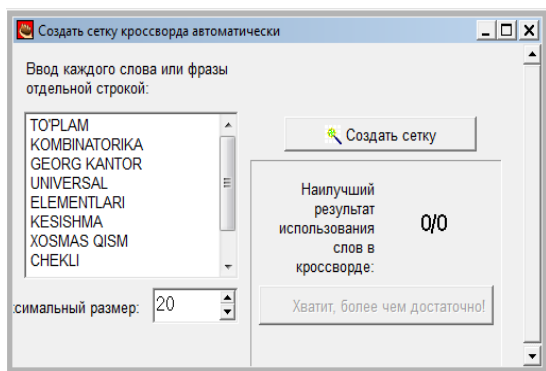 Создать сетку кроссворда автоматически
Ввод каждого слова или фразы
отдельной строкой:
TO'PLAM
KOMBINATORIKA
GEORG KANTOR
UNIVERSAL
ELEMENTLARI
KESISHMA
XOSMAS QISM
CHEKLI
Создать сетку
Наилучший
результат
использования
слов в
кроссворде:
0/0
ксимальный размер:
20
Хватит, более чем достаточно!